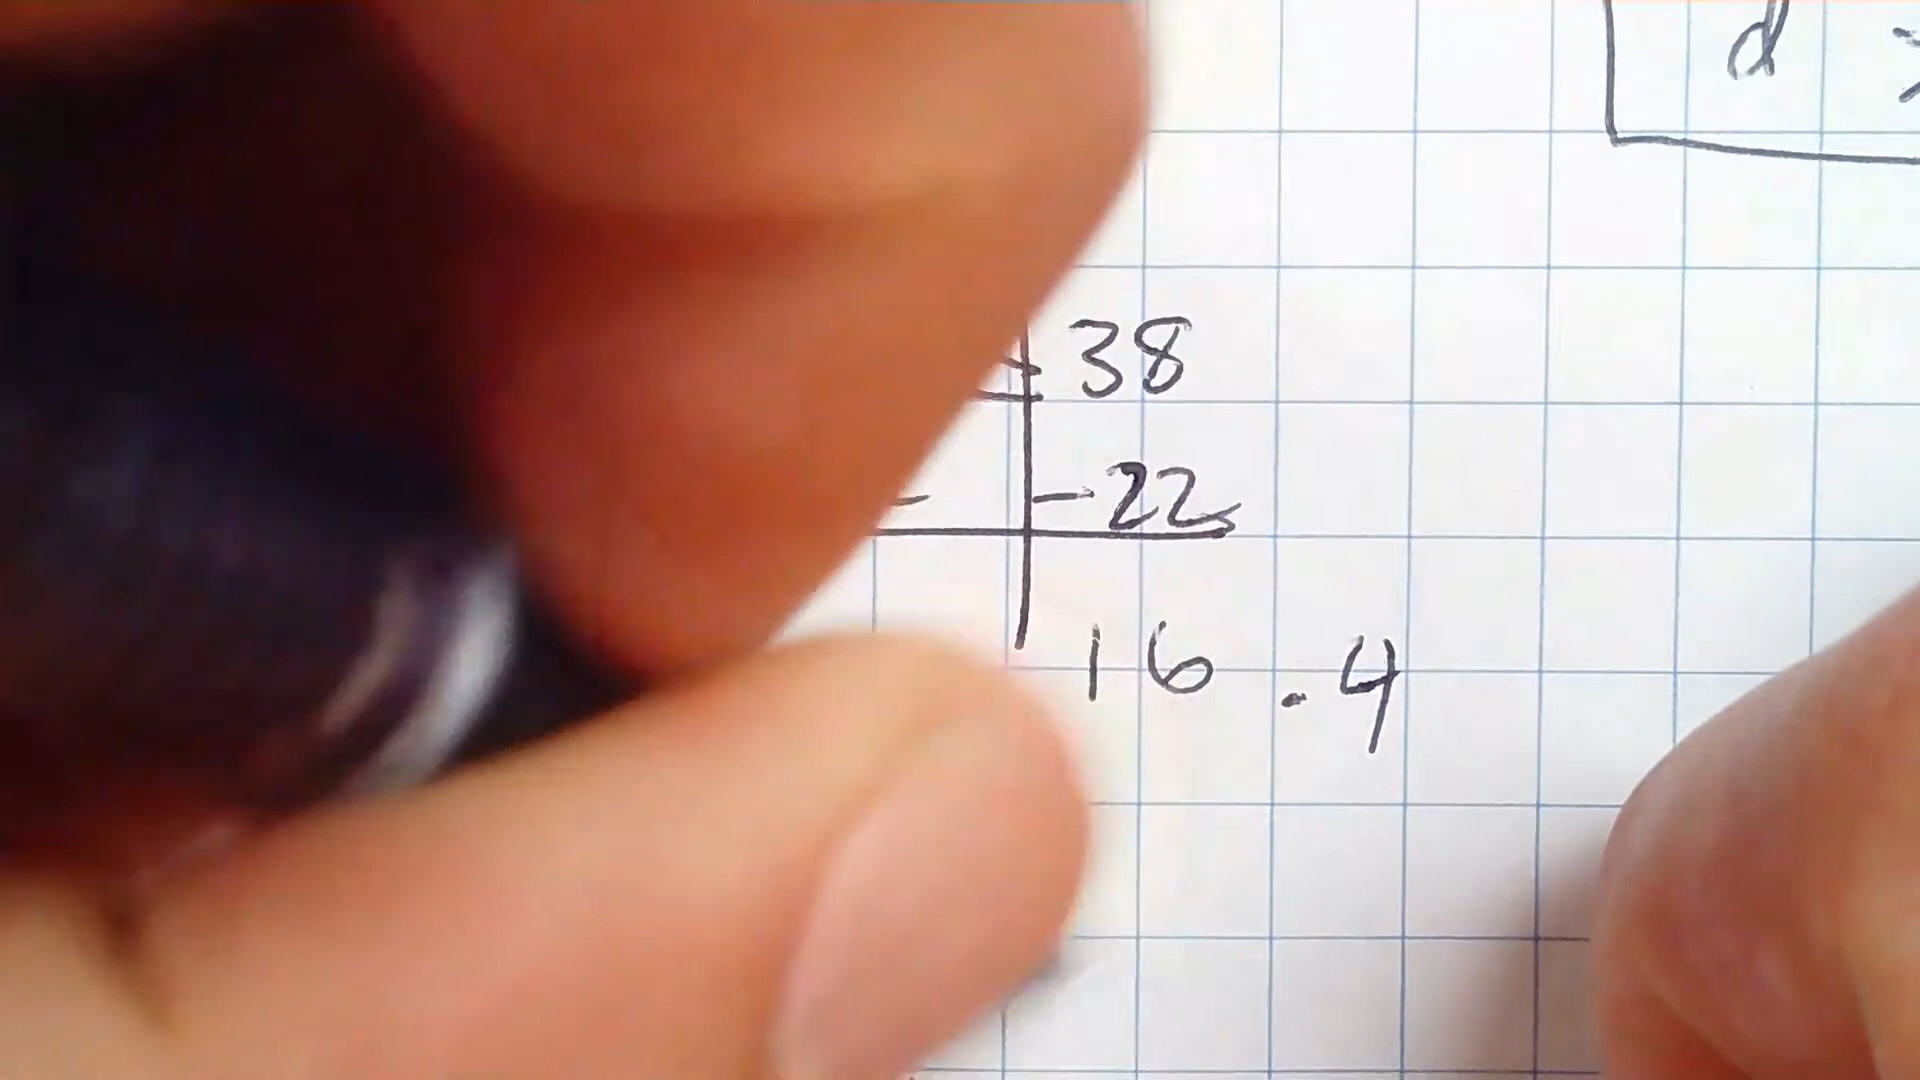 d >
= 38
- -22
16 . 4